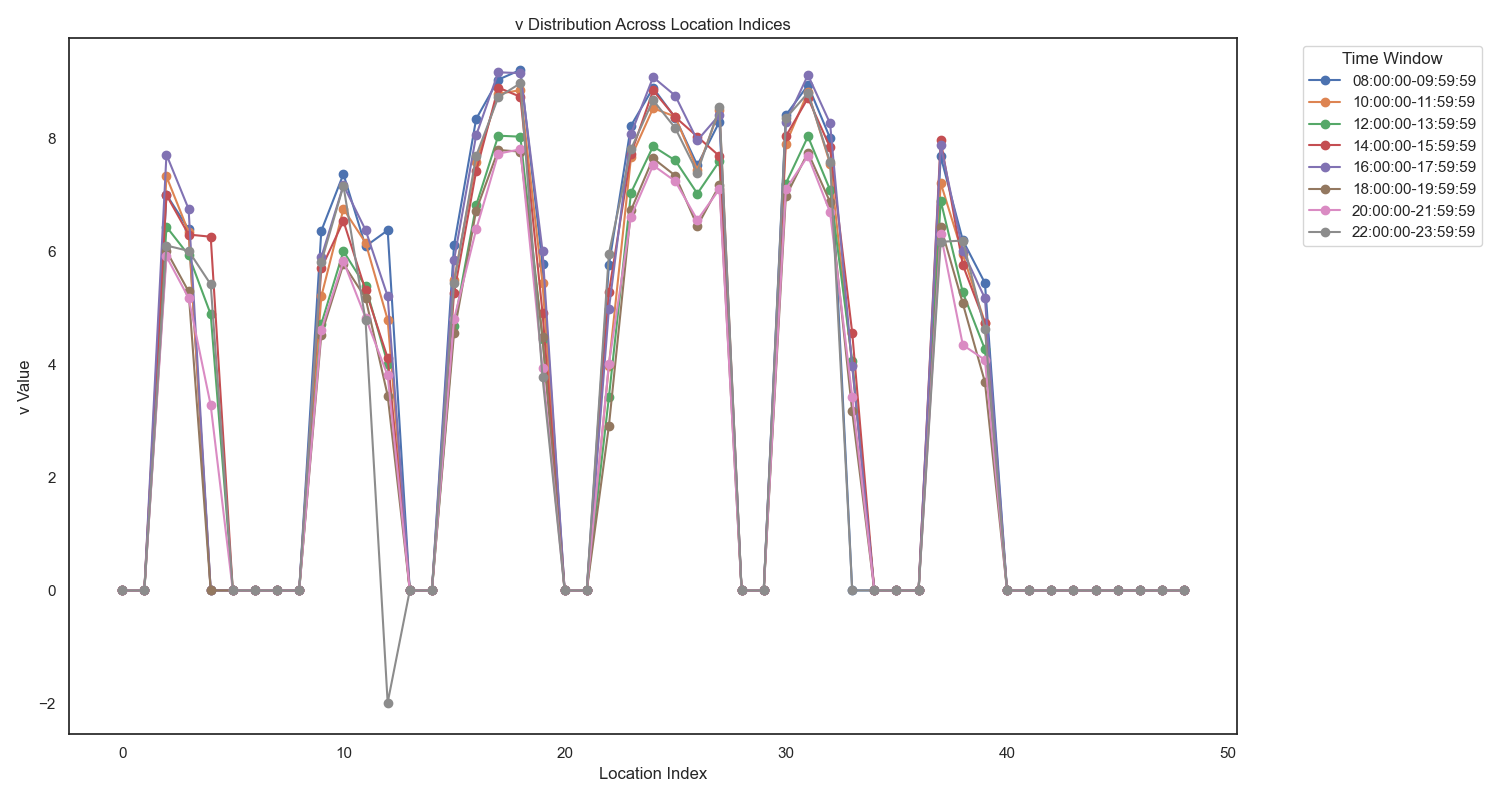 v Distribution Across Location Indices
Time Window
08:00:00-09:59:59
10:00:00-11:59:59
12:00:00-13:59:59
14:00:00-15:59:59
16:00:00-17:59:59
18:00:00-19:59:59
20:00:00-21:59:59
22:00:00-23:59:59
v Value
8
6
4
2
0
−2
0 10 20 30 40 50
Location Index